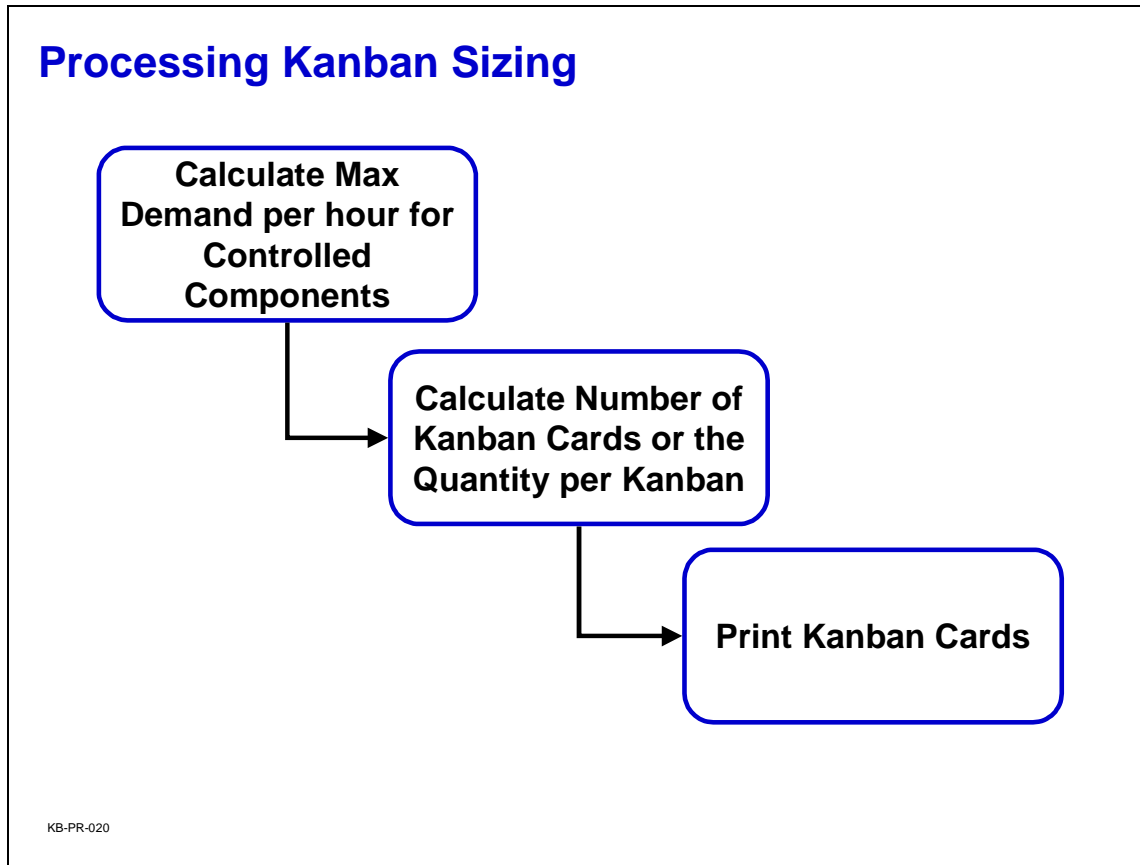 Processing Kanban Sizing
Calculate Max
Demand per hour for
Controlled
Components
Calculate Number of
Kanban Cards or the
Quantity per Kanban
Print Kanban Cards
KB-PR-020